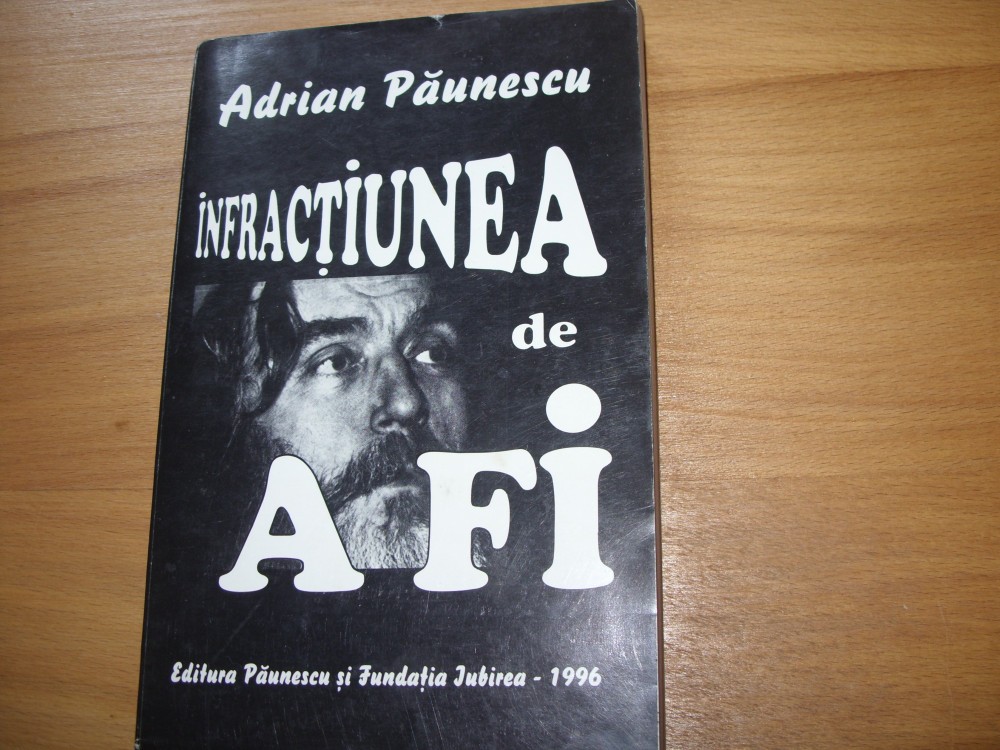 Adrian Păunescu
iNFRACȚiUNEA
de
A Fi
Editura Păunescu și Fundația Iubirea - 1996